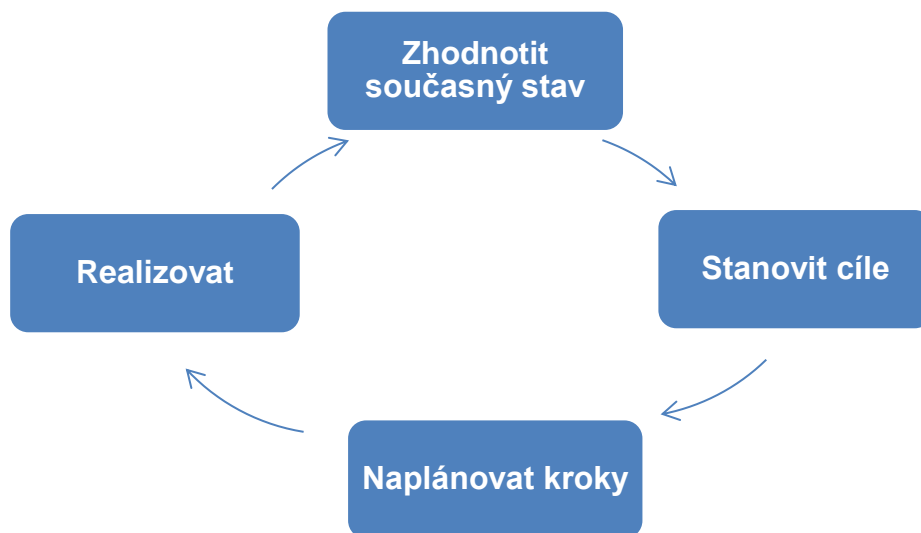 Zhodnotit
současný stav
Stanovit cíle
Naplánovat kroky
Realizovat